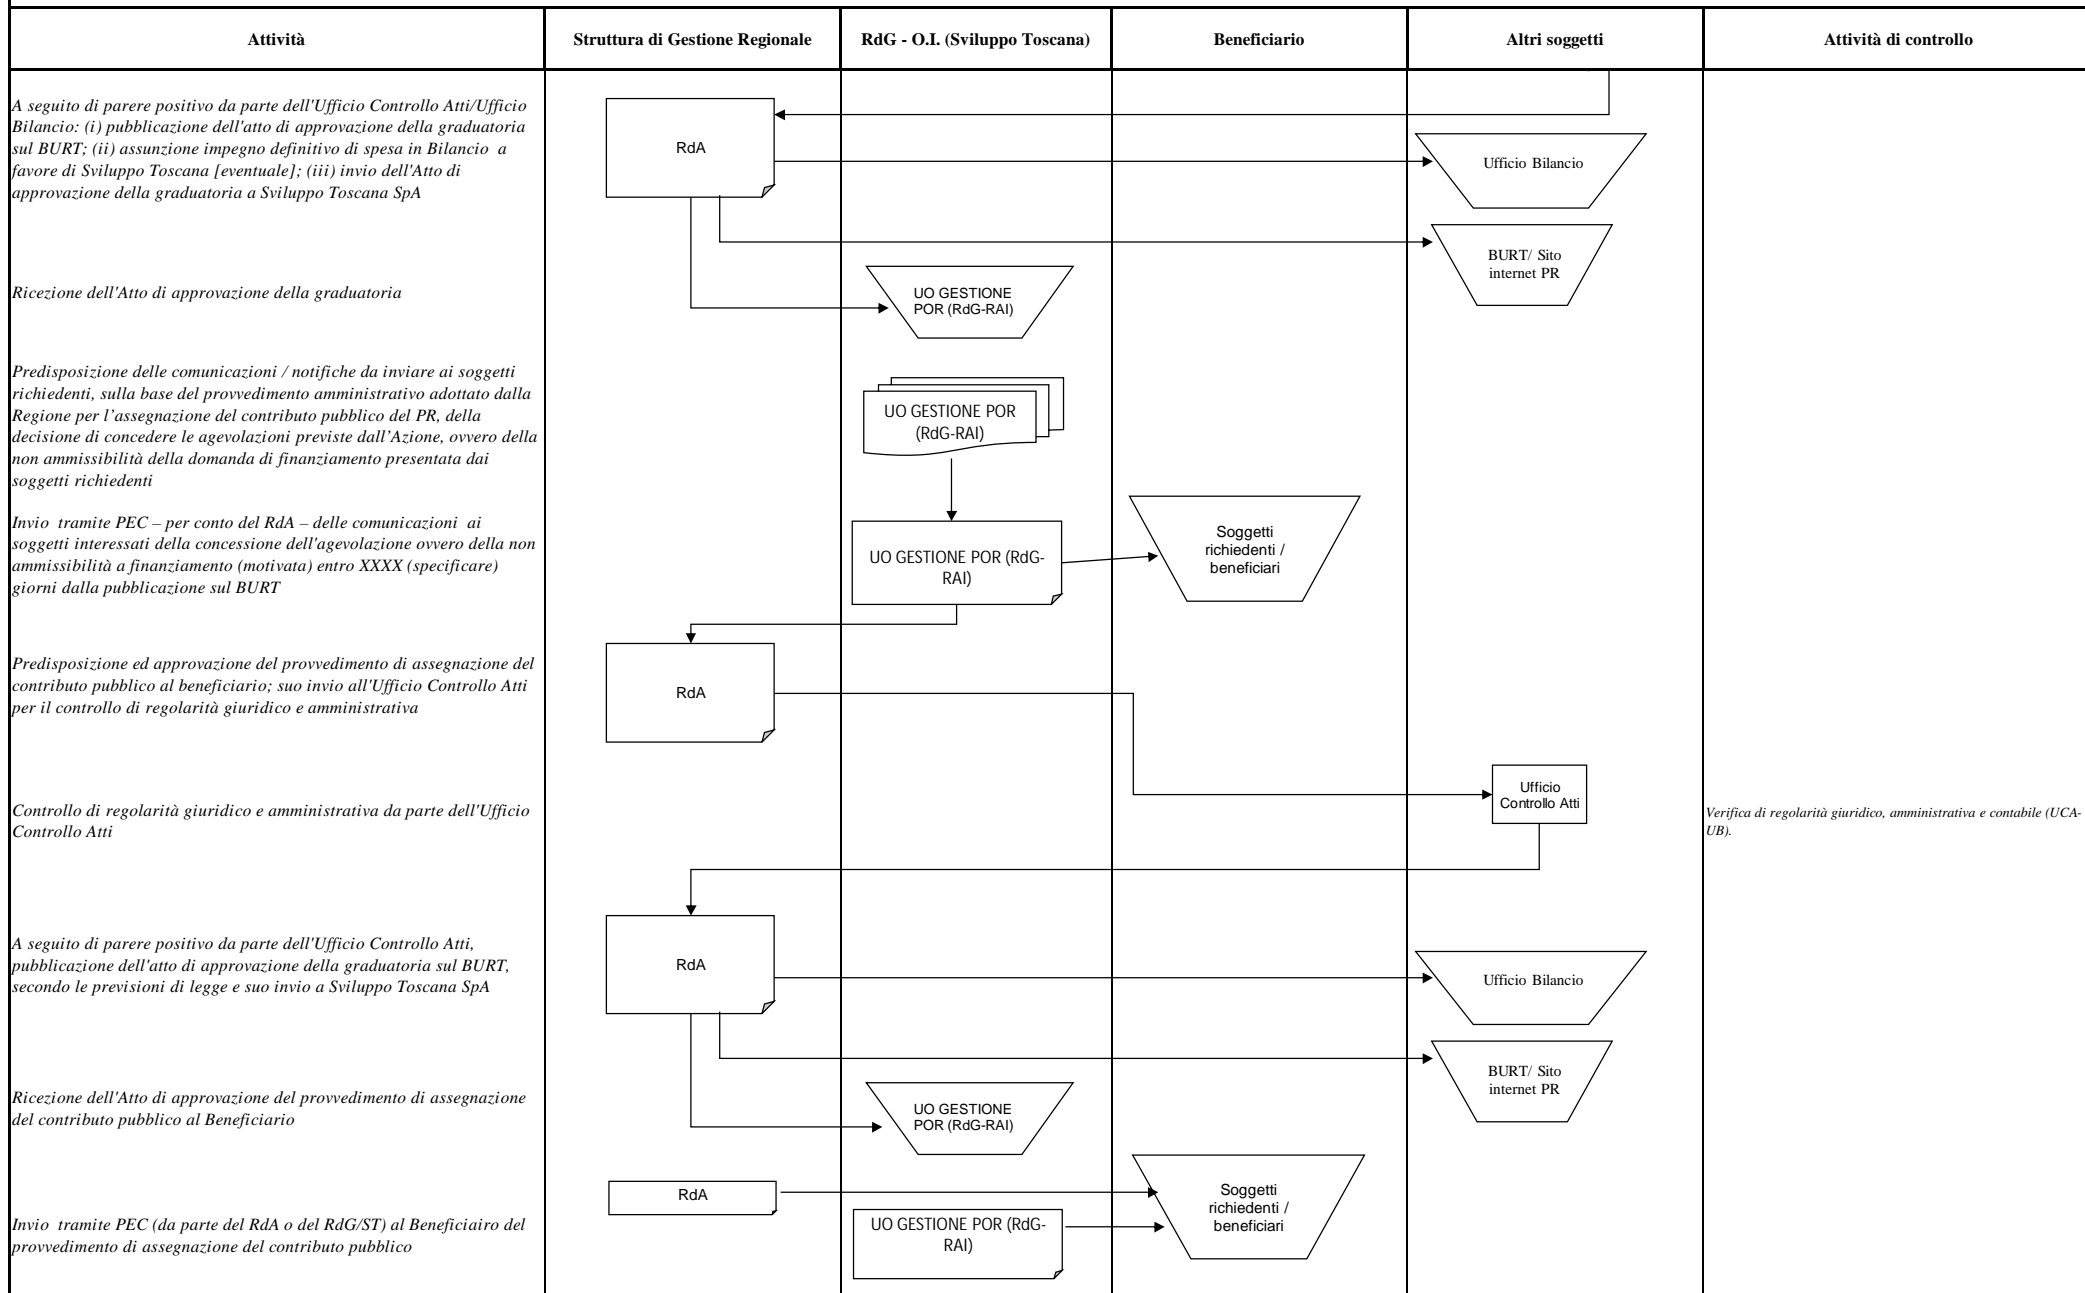 Attività
Struttura di Gestione Regionale
RdG - O.I. (Sviluppo Toscana)
Beneficiario
Altri soggetti
Attività di controllo
A seguito di parere positivo da parte dell'Ufficio Controllo Atti/Ufficio
Bilancio: (i) pubblicazione dell'atto di approvazione della graduatoria
sul BURT; (ii) assunzione impegno definitivo di spesa in Bilancio a
favore di Sviluppo Toscana [eventuale]; (iii) invio dell'Atto di
approvazione della graduatoria a Sviluppo Toscana SpA
RdA
Ufficio Bilancio
BURT/ Sito
internet PR
Ricezione dell'Atto di approvazione della graduatoria
UO GESTIONE
POR (RdG-RAI)
Predisposizione delle comunicazioni / notifiche da inviare ai soggetti
richiedenti, sulla base del provvedimento amministrativo adottato dalla
Regione per l’assegnazione del contributo pubblico del PR, della
decisione di concedere le agevolazioni previste dall’Azione, ovvero della
non ammissibilità della domanda di finanziamento presentata dai
soggetti richiedenti
UO GESTIONE POR
(RdG-RAI)
Invio tramite PEC – per conto del RdA – delle comunicazioni ai
soggetti interessati della concessione dell'agevolazione ovvero della non
ammissibilità a finanziamento (motivata) entro XXXX (specificare)
giorni dalla pubblicazione sul BURT
UO GESTIONE POR (RdG-
RAI)
Soggetti
richiedenti /
beneficiari
Predisposizione ed approvazione del provvedimento di assegnazione del
contributo pubblico al beneficiario; suo invio all'Ufficio Controllo Atti
per il controllo di regolarità giuridico e amministrativa
RdA
Controllo di regolarità giuridico e amministrativa da parte dell'Ufficio
Controllo Atti
Ufficio
Controllo Atti
Verifica di regolarità giuridico, amministrativa e contabile (UCA-
UB).
A seguito di parere positivo da parte dell'Ufficio Controllo Atti,
pubblicazione dell'atto di approvazione della graduatoria sul BURT,
secondo le previsioni di legge e suo invio a Sviluppo Toscana SpA
RdA
Ufficio Bilancio
BURT/ Sito
internet PR
Ricezione dell'Atto di approvazione del provvedimento di assegnazione
del contributo pubblico al Beneficiario
UO GESTIONE
POR (RdG-RAI)
Invio tramite PEC (da parte del RdA o del RdG/ST) al Beneficiairo del
provvedimento di assegnazione del contributo pubblico
RdA
UO GESTIONE POR (RdG-
RAI)
Soggetti
richiedenti /
beneficiari